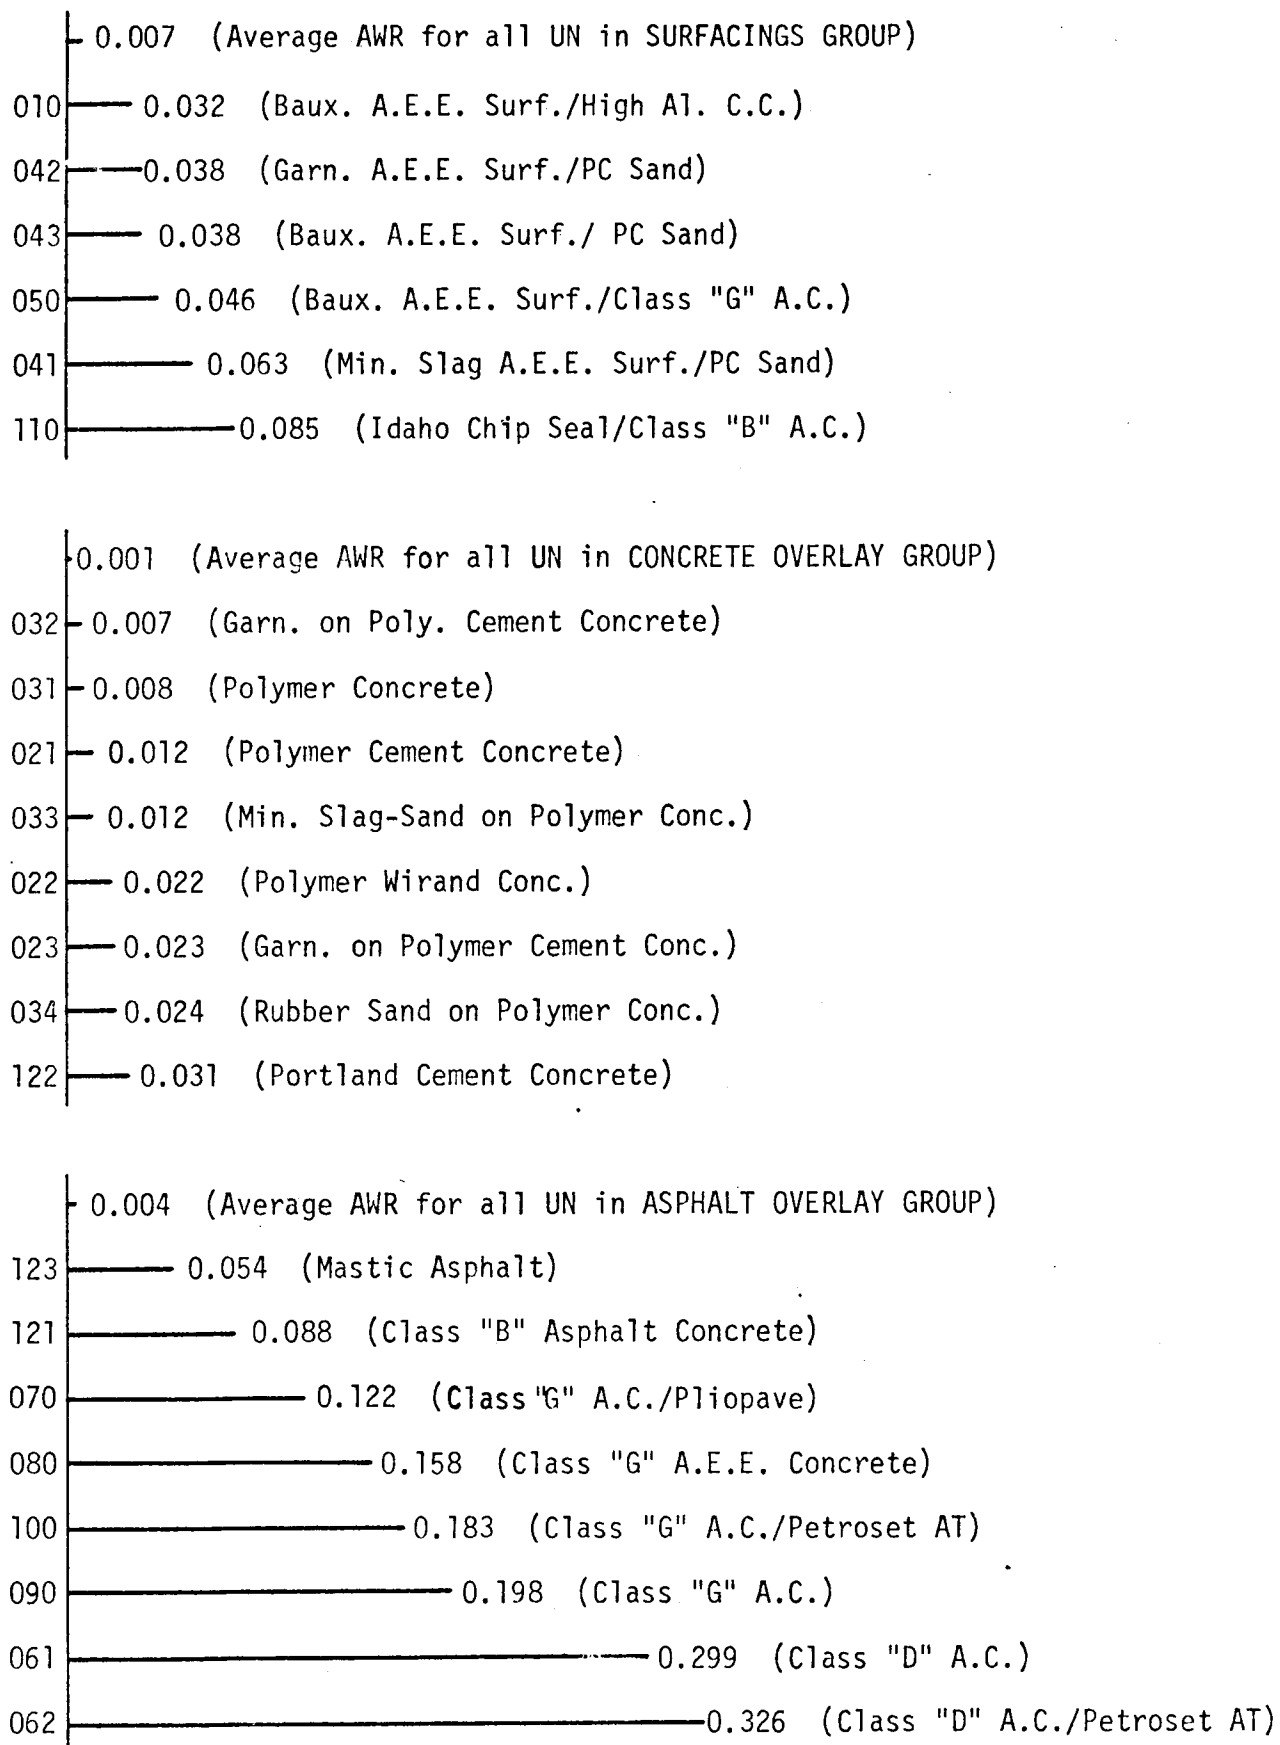 0.007 (Average AWR for all UN in SURFACINGS GROUP)
010 0.032 (Baux. A.E.E. Surf./High Al. C.C.)
042 0.038 (Garn. A.E.E. Surf./PC Sand)
043 0.038 (Baux. A.E.E. Surf./ PC Sand)
050 0.046 (Baux. A.E.E. Surf./Class "G" A.C.)
041 0.063 (Min. Slag A.E.E. Surf./PC Sand)
110 0.085 (Idaho Chip Seal/Class "B" A.C.)
0.001 (Average AWR for all UN in CONCRETE OVERLAY GROUP)
032 0.007 (Garn. on Poly. Cement Concrete)
031 0.008 (Polymer Concrete)
021 0.012 (Polymer Cement Concrete)
033 0.012 (Min. Slag-Sand on Polymer Conc.)
022 0.022 (Polymer Wirand Conc.)
023 0.023 (Garn. on Polymer Cement Conc.)
034 0.024 (Rubber Sand on Polymer Conc.)
122 0.031 (Portland Cement Concrete)
0.004 (Average AWR for all UN in ASPHALT OVERLAY GROUP)
123 0.054 (Mastic Asphalt)
121 0.088 (Class "B" Asphalt Concrete)
070 0.122 (Class "G" A.C./Pliopave)
080 0.158 (Class "G" A.E.E. Concrete)
100 0.183 (Class "G" A.C./Petroset AT)
090 0.198 (Class "G" A.C.)
061 0.299 (Class "D" A.C.)
062 0.326 (Class "D" A.C./Petroset AT)